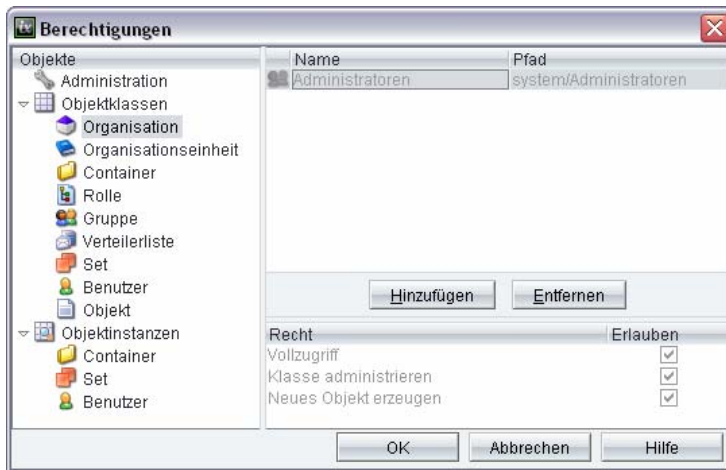 Berechtigungen
Objekte
Administration
Objektklassen
Organisation
Organisationseinheit
Container
Rolle
Gruppe
Verteilerliste
Set
Benutzer
Objekt
Objektinstanzen
Container
Set
Benutzer
Name Pfad
Administratoren system/Administratoren
Hinzufügen Entfernen
Recht Erlauben
Vollzugriff
Klasse administrieren
Neues Objekt erzeugen
OK Abbrechen Hilfe